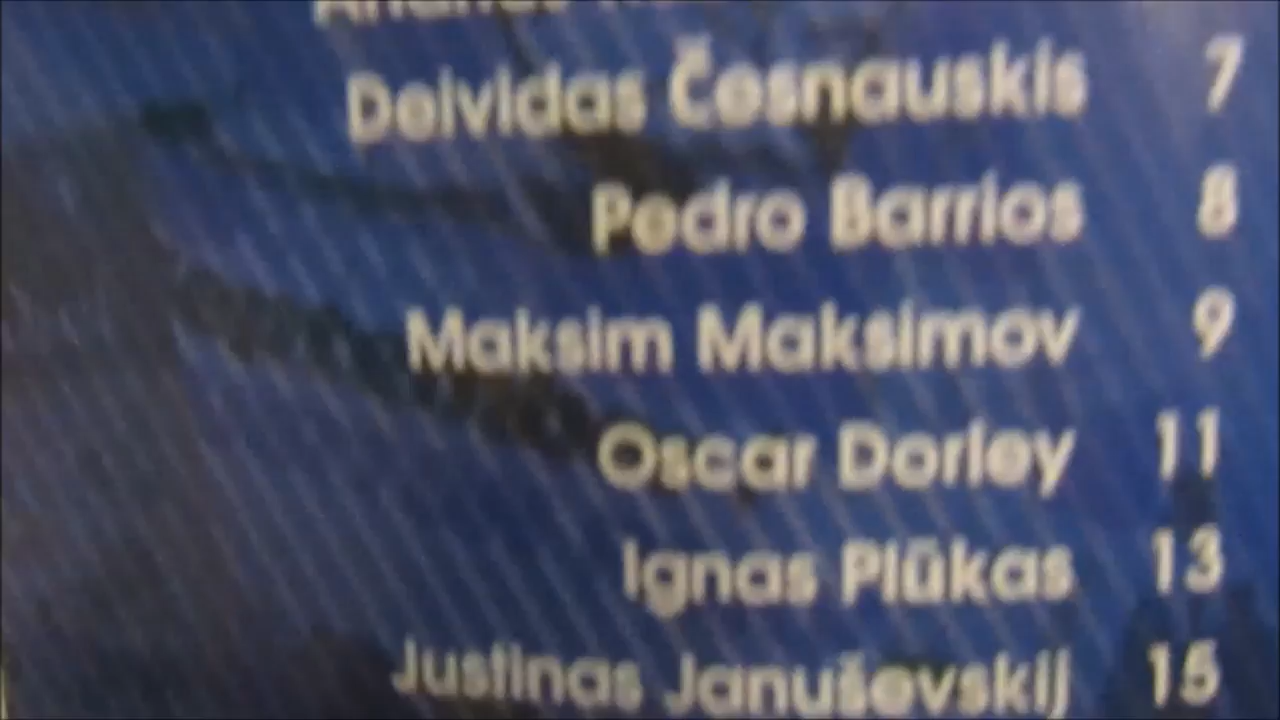 Deividas Česnauskis 7
Pedro Barrios 8
Maksim Maksimov 9
Oscar Dorley 11
Ignas Plūkas 13
Justinas Januševskij 15